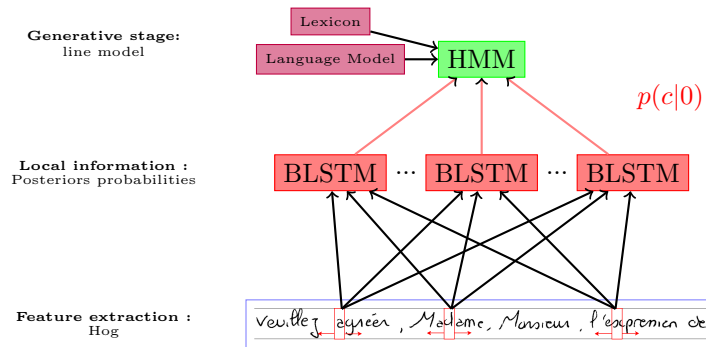 Lexicon
Generative stage:
line model
Language Model
HMM
p(c|0)
Local information :
Posteriors probabilities
BLSTM ... BLSTM ... BLSTM
Feature extraction :
Hog
Veuillez agréer, Madame, Monsieur, l'expression de